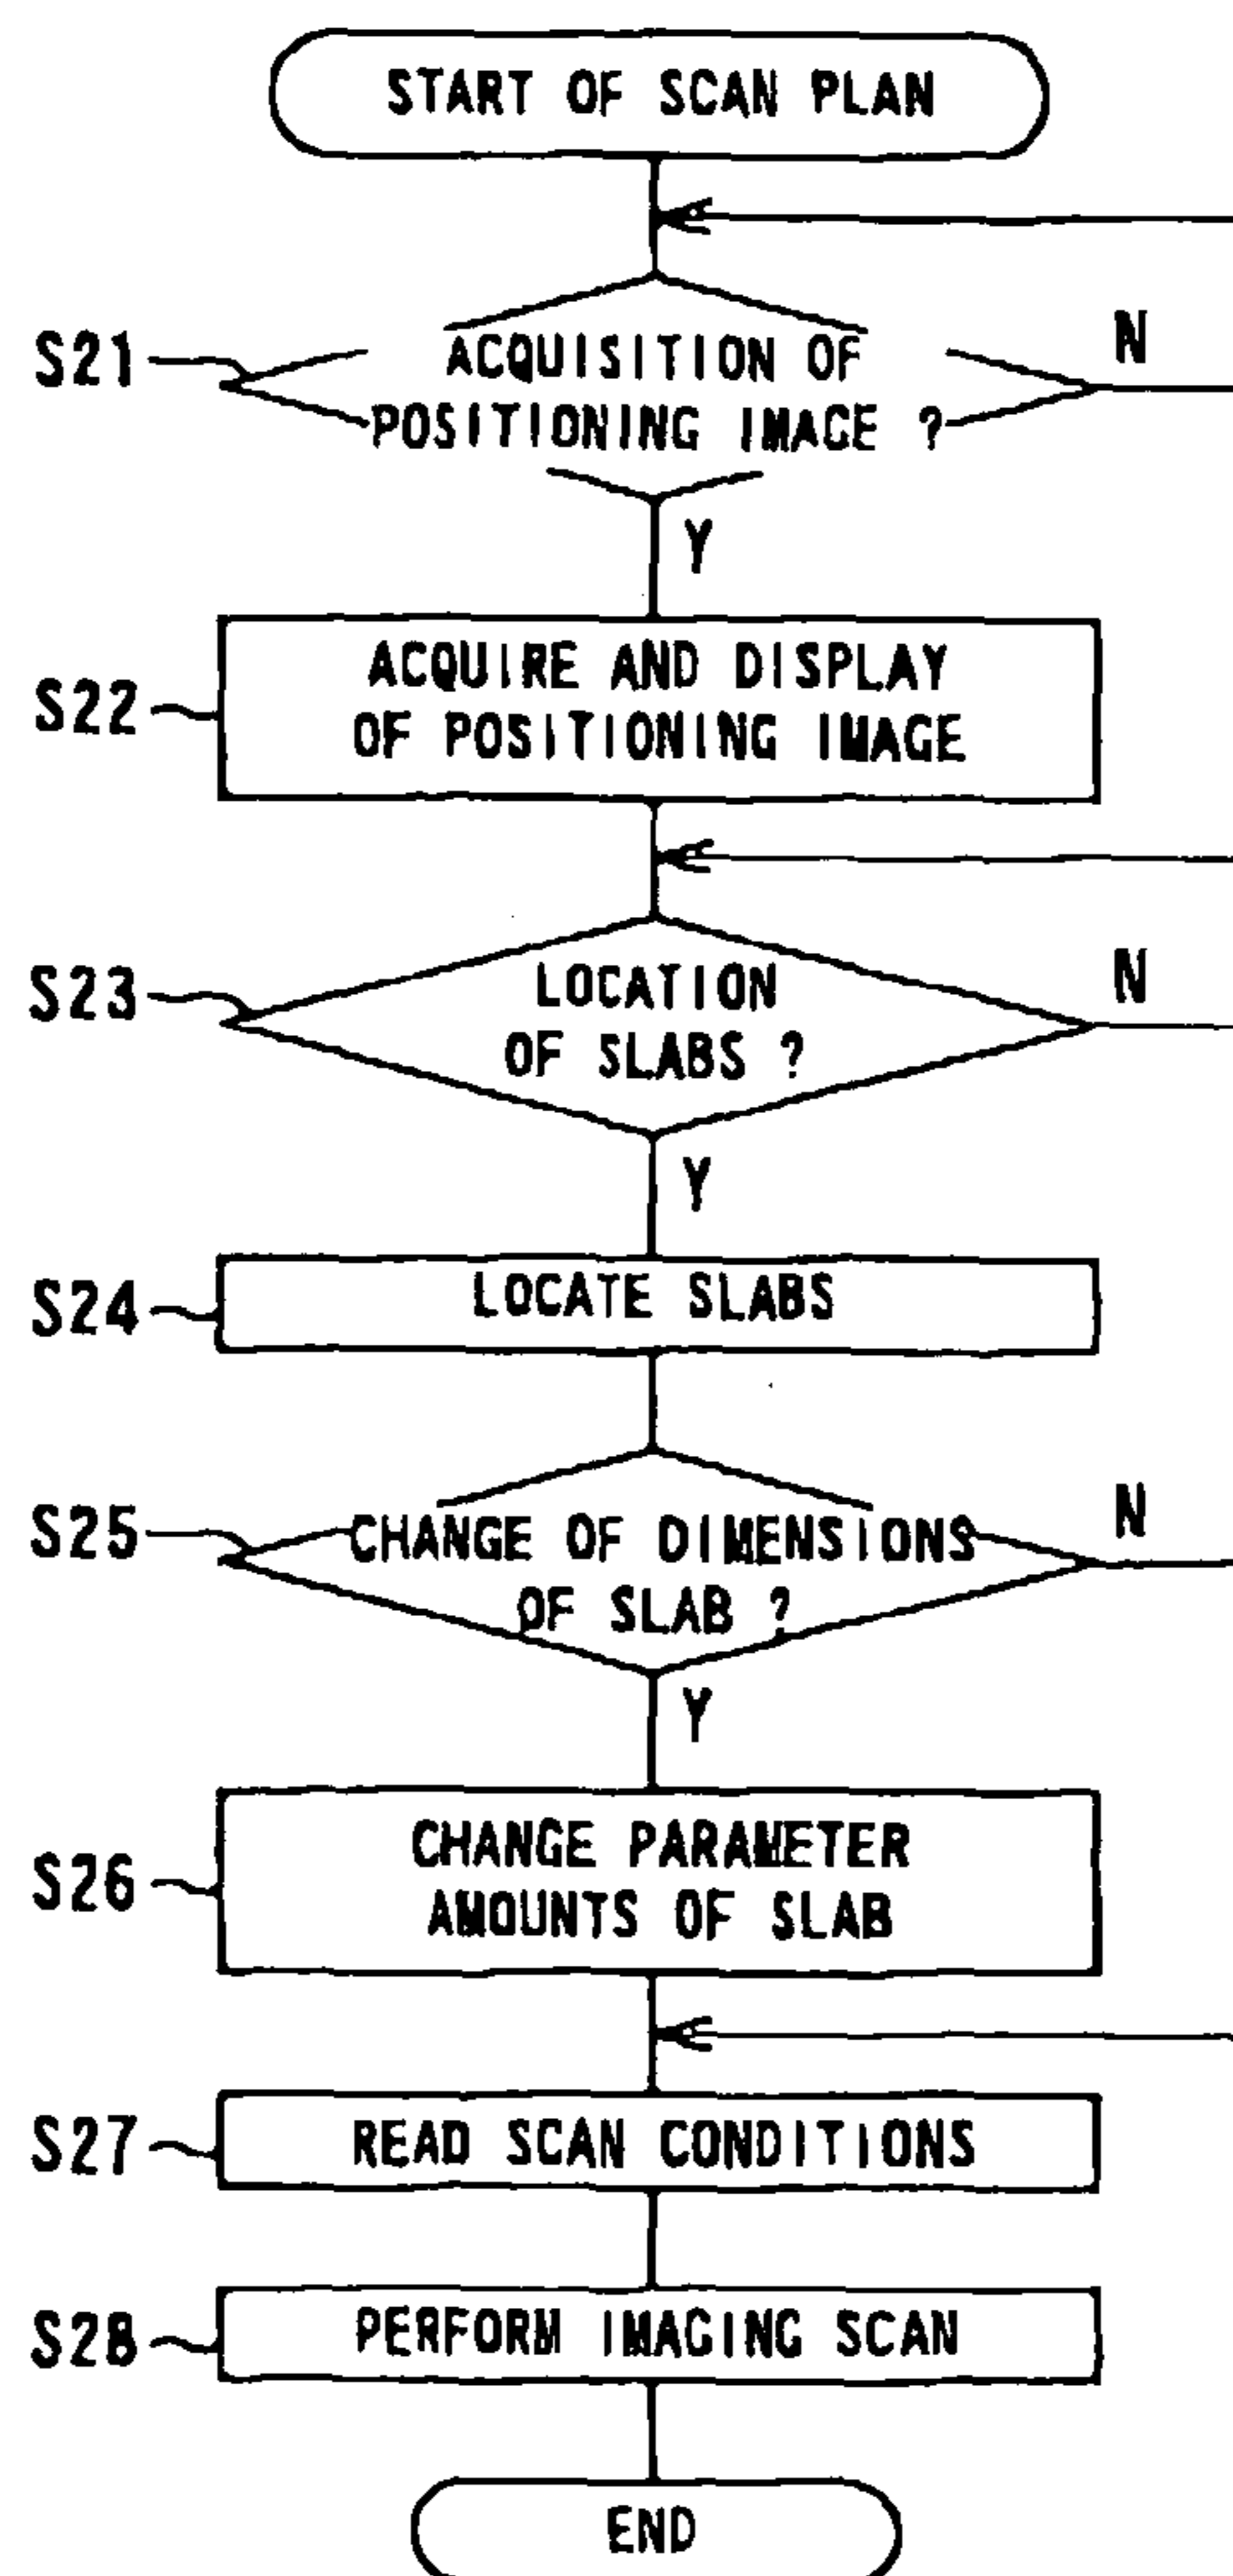 START OF SCAN PLAN
S21
N
ACQUISITION OF
POSITIONING IMAGE ?
Y
S22
ACQUIRE AND DISPLAY
OF POSITIONING IMAGE
S23
N
LOCATION
OF SLABS ?
Y
S24
LOCATE SLABS
S25
N
CHANGE OF DIMENSIONS
OF SLAB ?
Y
S26
CHANGE PARAMETER
AMOUNTS OF SLAB
S27
READ SCAN CONDITIONS
S28
PERFORM IMAGING SCAN
END